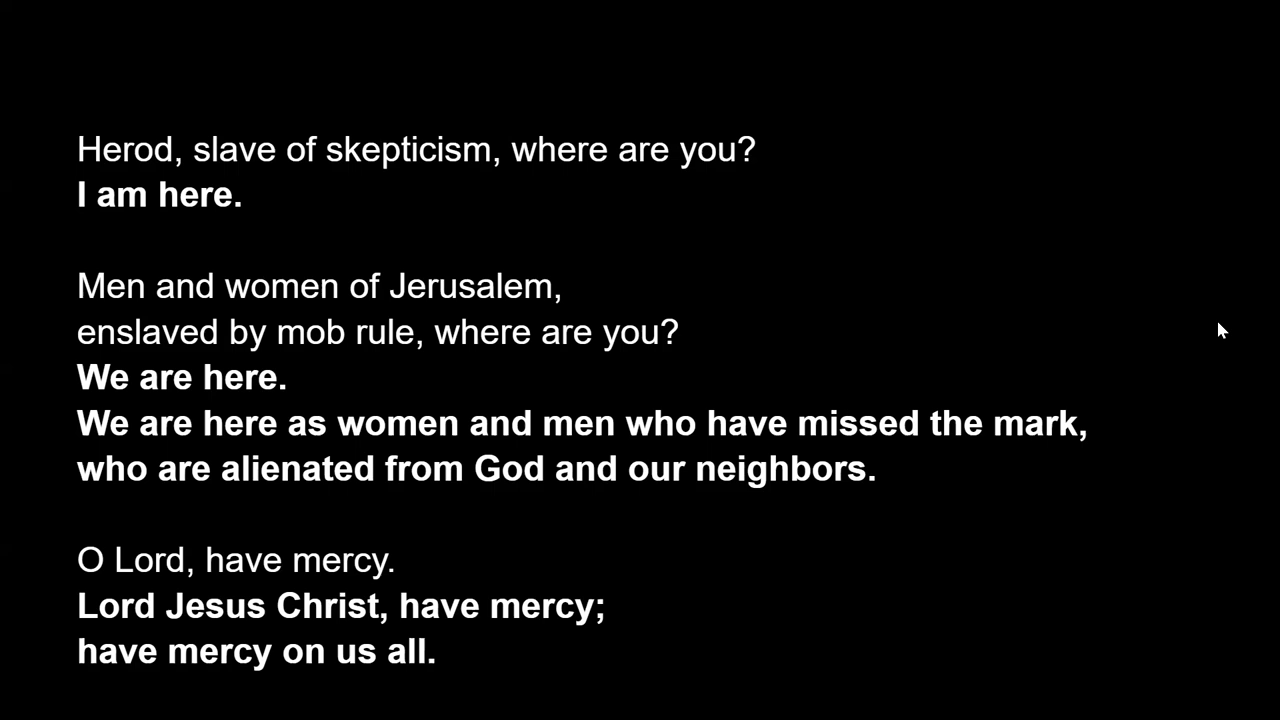 Herod, slave of skepticism, where are you?
I am here.
Men and women of Jerusalem,
enslaved by mob rule, where are you?
We are here.
We are here as women and men who have missed the mark,
who are alienated from God and our neighbors.
O Lord, have mercy.
Lord Jesus Christ, have mercy;
have mercy on us all.